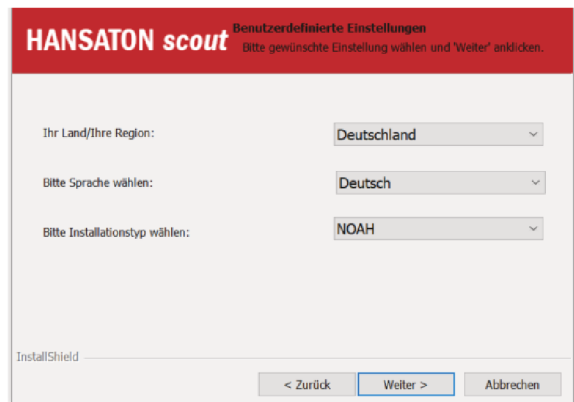 HANSATON scout
Benutzerdefinierte Einstellungen
Bitte gewünschte Einstellung wählen und 'Weiter' anklicken.
Ihr Land/Ihre Region:
Deutschland
Bitte Sprache wählen:
Deutsch
Bitte Installationstyp wählen:
NOAH
InstallShield
< Zurück
Weiter >
Abbrechen